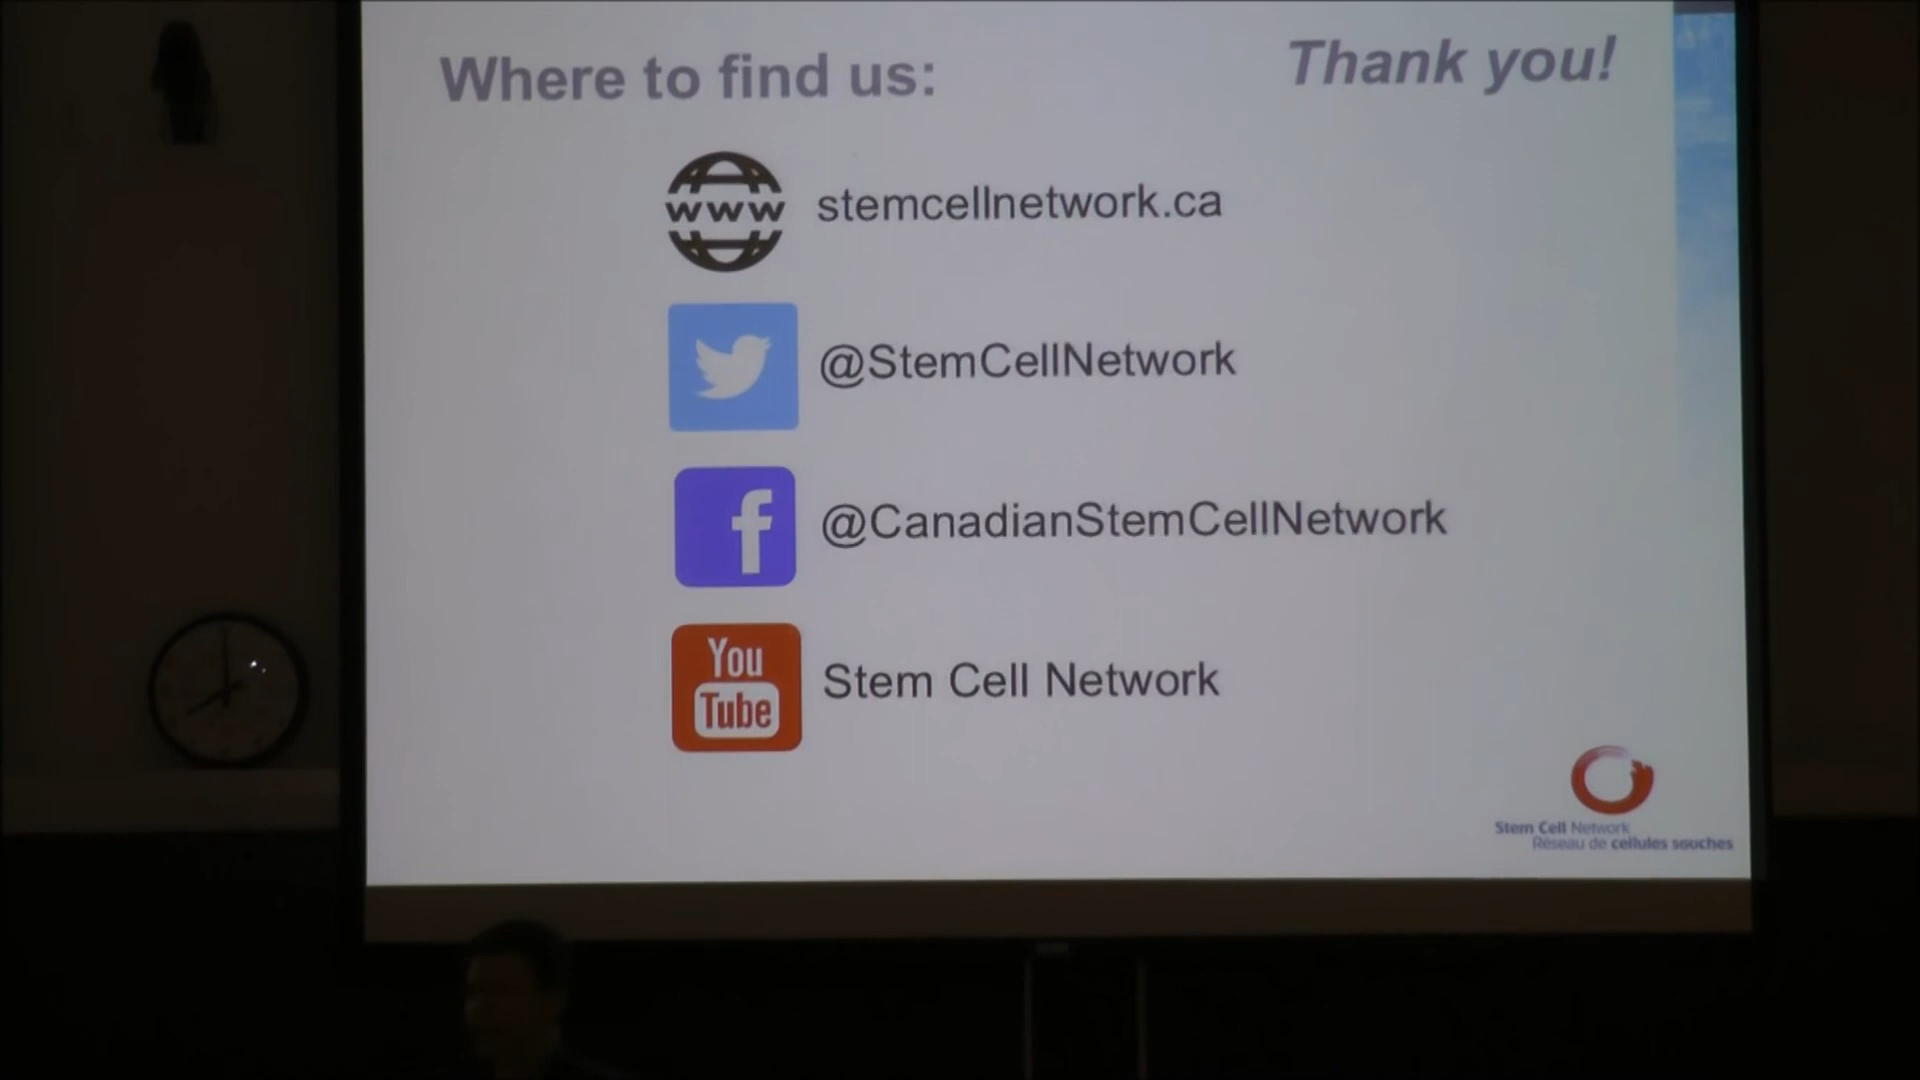 Where to find us:
Thank you!
www
stemcellnetwork.ca
@StemCellNetwork
f
@CanadianStemCellNetwork
You
Tube
Stem Cell Network
Stem Cell Network
Réseau de cellules souches